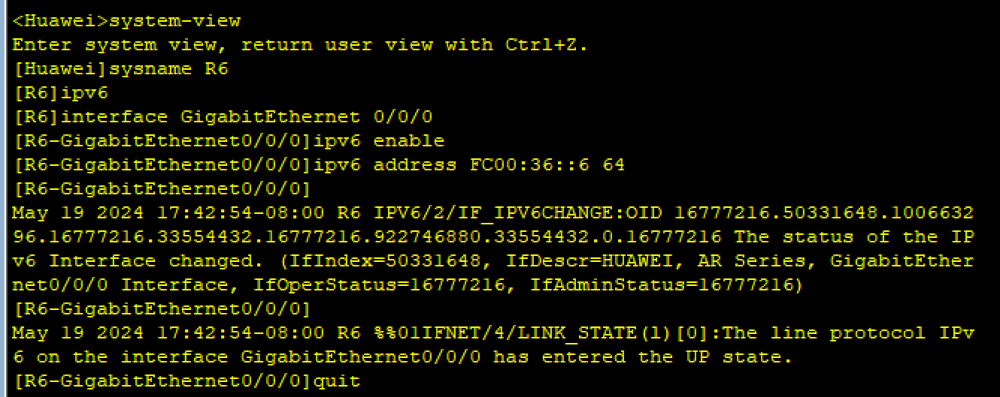 <Huawei>system-view
Enter system view, return user view with Ctrl+Z.
[Huawei]sysname R6
[R6]ipv6
[R6]interface GigabitEthernet 0/0/0
[R6-GigabitEthernet0/0/0]ipv6 enable
[R6-GigabitEthernet0/0/0]ipv6 address FC00:36::6 64
[R6-GigabitEthernet0/0/0]
May 19 2024 17:42:54-08:00 R6 IPV6/2/IF_IPV6CHANGE:OID 16777216.50331648.1006632
96.16777216.33554432.16777216.922746880.33554432.0.16777216 The status of the IP
v6 Interface changed. (IfIndex=50331648, IfDescr=HUAWEI, AR Series, GigabitEther
net0/0/0 Interface, IfOperStatus=16777216, IfAdminStatus=16777216)
[R6-GigabitEthernet0/0/0]
May 19 2024 17:42:54-08:00 R6 %%01IFNET/4/LINK_STATE(l)[0]:The line protocol IPv
6 on the interface GigabitEthernet0/0/0 has entered the UP state.
[R6-GigabitEthernet0/0/0]quit